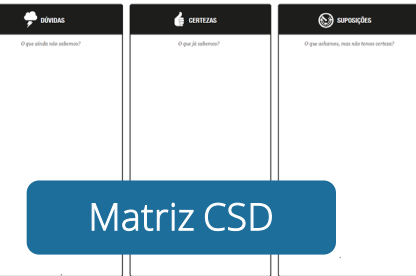 DÚVIDAS
O que ainda não sabemos?
CERTEZAS
O que já sabemos?
SUPOSIÇÕES
O que achamos, mas não temos certeza?
Matriz CSD